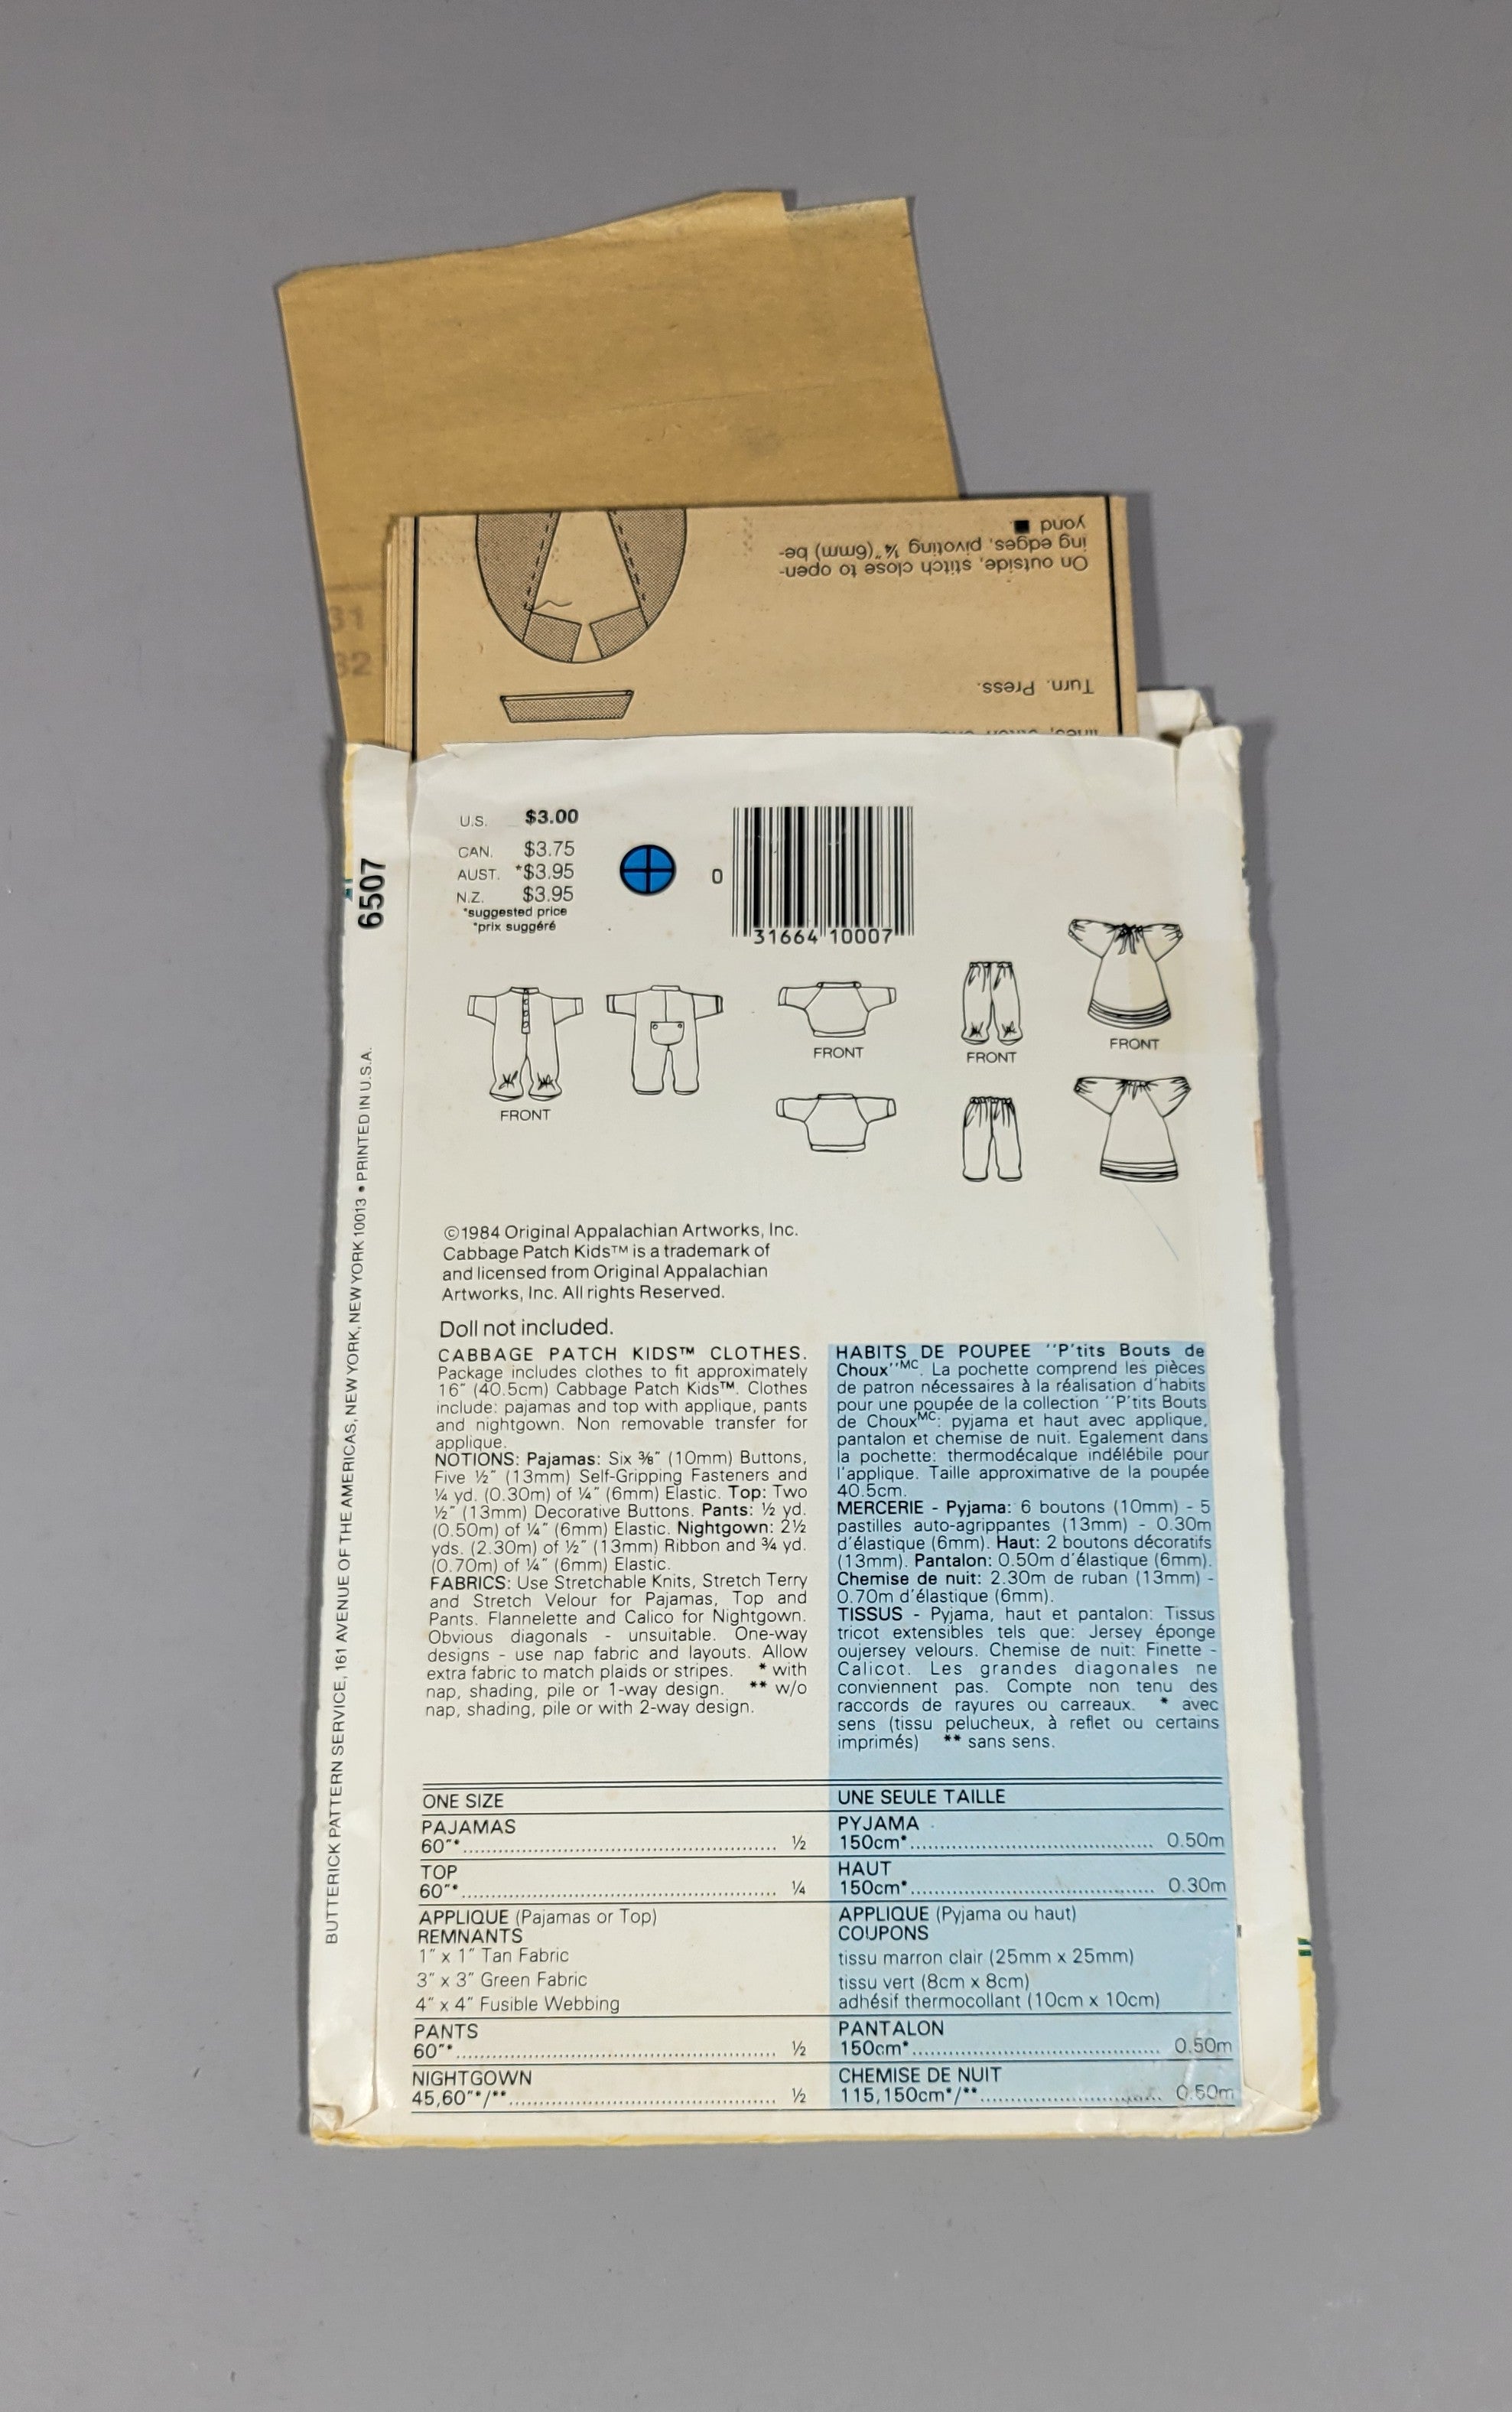 31
32
On outside, stitch close to open-
ing edges, pivoting ¼" (6mm) be-
yond ■.
Turn. Press.
U.S. $3.00
CAN. $3.75
AUST. *$3.95
N.Z. $3.95
*suggested price
*prix suggéré
0 31664 10007
6507
BUTTERICK PATTERN SERVICE, 161 AVENUE OF THE AMERICAS, NEW YORK, NEW YORK 10013 • PRINTED IN U.S.A.
FRONT
FRONT
FRONT
FRONT
©1984 Original Appalachian Artworks, Inc.
Cabbage Patch Kids™ is a trademark of
and licensed from Original Appalachian
Artworks, Inc. All rights Reserved.
Doll not included.
CABBAGE PATCH KIDS™ CLOTHES.
Package includes clothes to fit approximately
16" (40.5cm) Cabbage Patch Kids™. Clothes
include: pajamas and top with applique, pants
and nightgown. Non removable transfer for
applique.
NOTIONS: Pajamas: Six ⅜" (10mm) Buttons,
Five ½" (13mm) Self-Gripping Fasteners and
¼ yd. (0.30m) of ¼" (6mm) Elastic. Top: Two
½" (13mm) Decorative Buttons. Pants: ½ yd.
(0.50m) of ¼" (6mm) Elastic. Nightgown: 2½
yds. (2.30m) of ½" (13mm) Ribbon and ¾ yd.
(0.70m) of ¼" (6mm) Elastic.
FABRICS: Use Stretchable Knits, Stretch Terry
and Stretch Velour for Pajamas, Top and
Pants. Flannelette and Calico for Nightgown.
Obvious diagonals - unsuitable. One-way
designs - use nap fabric and layouts. Allow
extra fabric to match plaids or stripes. * with
nap, shading, pile or 1-way design. ** w/o
nap, shading, pile or with 2-way design.
HABITS DE POUPEE "P'tits Bouts de
Choux"MC. La pochette comprend les pièces
de patron nécessaires à la réalisation d'habits
pour une poupée de la collection "P'tits Bouts
de ChouxMC: pyjama et haut avec applique,
pantalon et chemise de nuit. Egalement dans
la pochette: thermodécalque indélébile pour
l'applique. Taille approximative de la poupée
40.5cm.
MERCERIE - Pyjama: 6 boutons (10mm) - 5
pastilles auto-agrippantes (13mm) - 0.30m
d'élastique (6mm). Haut: 2 boutons décoratifs
(13mm). Pantalon: 0.50m d'élastique (6mm).
Chemise de nuit: 2.30m de ruban (13mm) -
0.70m d'élastique (6mm).
TISSUS - Pyjama, haut et pantalon: Tissus
tricot extensibles tels que: Jersey éponge
oujersey velours. Chemise de nuit: Finette -
Calicot. Les grandes diagonales ne
conviennent pas. Compte non tenu des
raccords de rayures ou carreaux. * avec
sens (tissu pelucheux, à reflet ou certains
imprimés) ** sans sens.
ONE SIZE
PAJAMAS
60"* ½
TOP
60"* ¼
APPLIQUE (Pajamas or Top)
REMNANTS
1" x 1" Tan Fabric
3" x 3" Green Fabric
4" x 4" Fusible Webbing
PANTS
60"* ½
NIGHTGOWN
45,60"*/** ½
UNE SEULE TAILLE
PYJAMA
150cm* 0.50m
HAUT
150cm* 0.30m
APPLIQUE (Pyjama ou haut)
COUPONS
tissu marron clair (25mm x 25mm)
tissu vert (8cm x 8cm)
adhésif thermocollant (10cm x 10cm)
PANTALON
150cm* 0.50m
CHEMISE DE NUIT
115,150cm*/** 0.50m